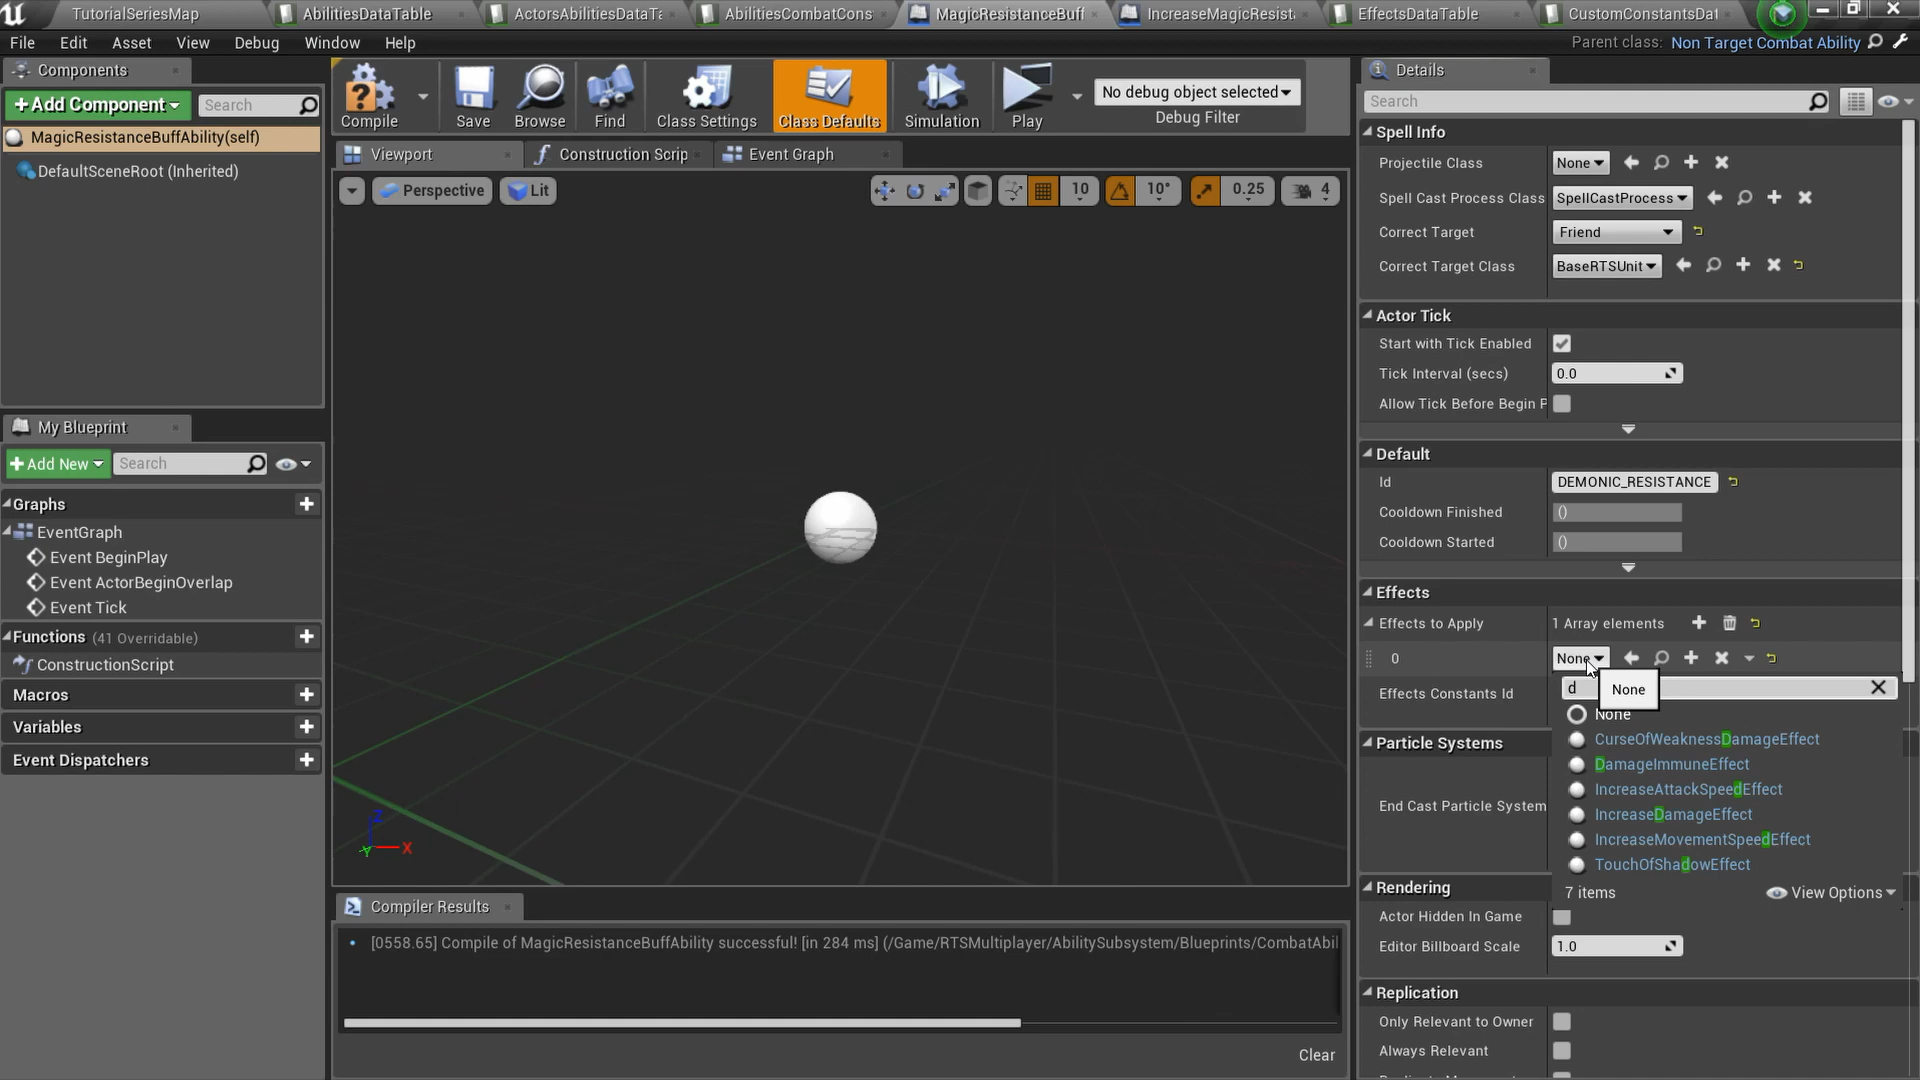 TutorialSeriesMap AbilitiesDataTable ActorsAbilitiesDataTa AbilitiesCombatCons MagicResistanceBuff IncreaseMagicResist EffectsDataTable CustomConstantsDat
File Edit Asset View Debug Window Help
Parent class: Non Target Combat Ability
Components
+Add Component Search
MagicResistanceBuffAbility(self)
DefaultSceneRoot (Inherited)
Compile Save Browse Find Class Settings Class Defaults Simulation Play
No debug object selected
Debug Filter
Viewport Construction Scrip Event Graph
Perspective Lit 10 10° 0.25 4
X
Z
Y
My Blueprint
+Add New Search
Graphs
EventGraph
Event BeginPlay
Event ActorBeginOverlap
Event Tick
Functions (41 Overridable)
ConstructionScript
Macros
Variables
Event Dispatchers
Compiler Results
[0558.65] Compile of MagicResistanceBuffAbility successful! [in 284 ms] (/Game/RTSMultiplayer/AbilitySubsystem/Blueprints/CombatAbil
Clear
Details
Search
Spell Info
Projectile Class None
Spell Cast Process Class SpellCastProcess
Correct Target Friend
Correct Target Class BaseRTSUnit
Actor Tick
Start with Tick Enabled
Tick Interval (secs) 0.0
Allow Tick Before Begin P
Default
Id DEMONIC_RESISTANCE
Cooldown Finished ()
Cooldown Started ()
Effects
Effects to Apply 1 Array elements
0 None
Effects Constants Id
d
None
None
CurseOfWeaknessDamageEffect
DamageImmuneEffect
IncreaseAttackSpeedEffect
IncreaseDamageEffect
IncreaseMovementSpeedEffect
TouchOfShadowEffect
7 items View Options
Particle Systems
End Cast Particle System
Rendering
Actor Hidden In Game
Editor Billboard Scale 1.0
Replication
Only Relevant to Owner
Always Relevant